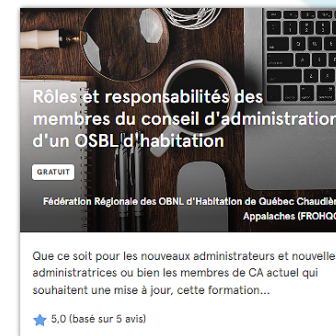 Rôles et responsabilités des
membres du conseil d'administration
d'un OSBL d'habitation
GRATUIT
Fédération Régionale des OBNL d'Habitation de Québec Chaudièr
Appalaches (FROHQC
Que ce soit pour les nouveaux administrateurs et nouvelle
administratrices ou bien les membres de CA actuel qui
souhaitent une mise à jour, cette formation...
5,0 (basé sur 5 avis)